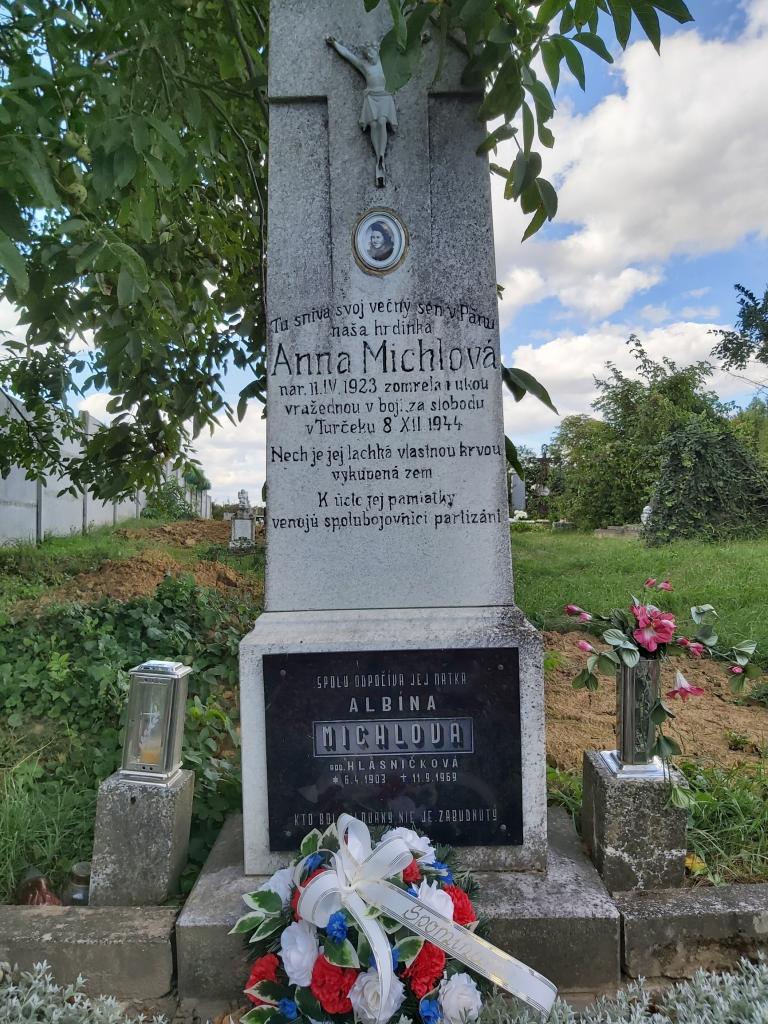 Tu sníva svoj večný sen v Pánu
naša hrdinka
Anna Michlová
nar. 11. IV. 1923 zomrela rukou
vražednou v boji za slobodu
v Turčeku 8 XII 1944
Nech je jej lachká vlastnou krvou
vykúpená zem
K úcte jej pamiatky
venujú spolubojovníci partizáni
SPOLU ODPOČÍVA JEJ MATKA
ALBÍNA
MICHLOVÁ
ROD. HLÁSNIČKOVÁ
* 6.4.1903 + 11.9.1969
KTO BOL MILOVANÝ NIE JE ZABUDNUTÝ